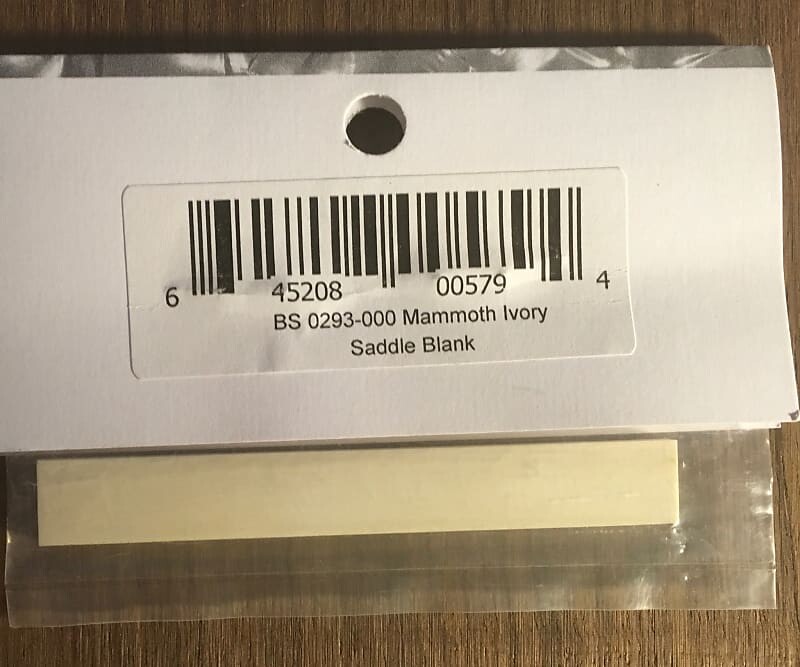 6 45208 00579 4
BS 0293-000 Mammoth Ivory
Saddle Blank